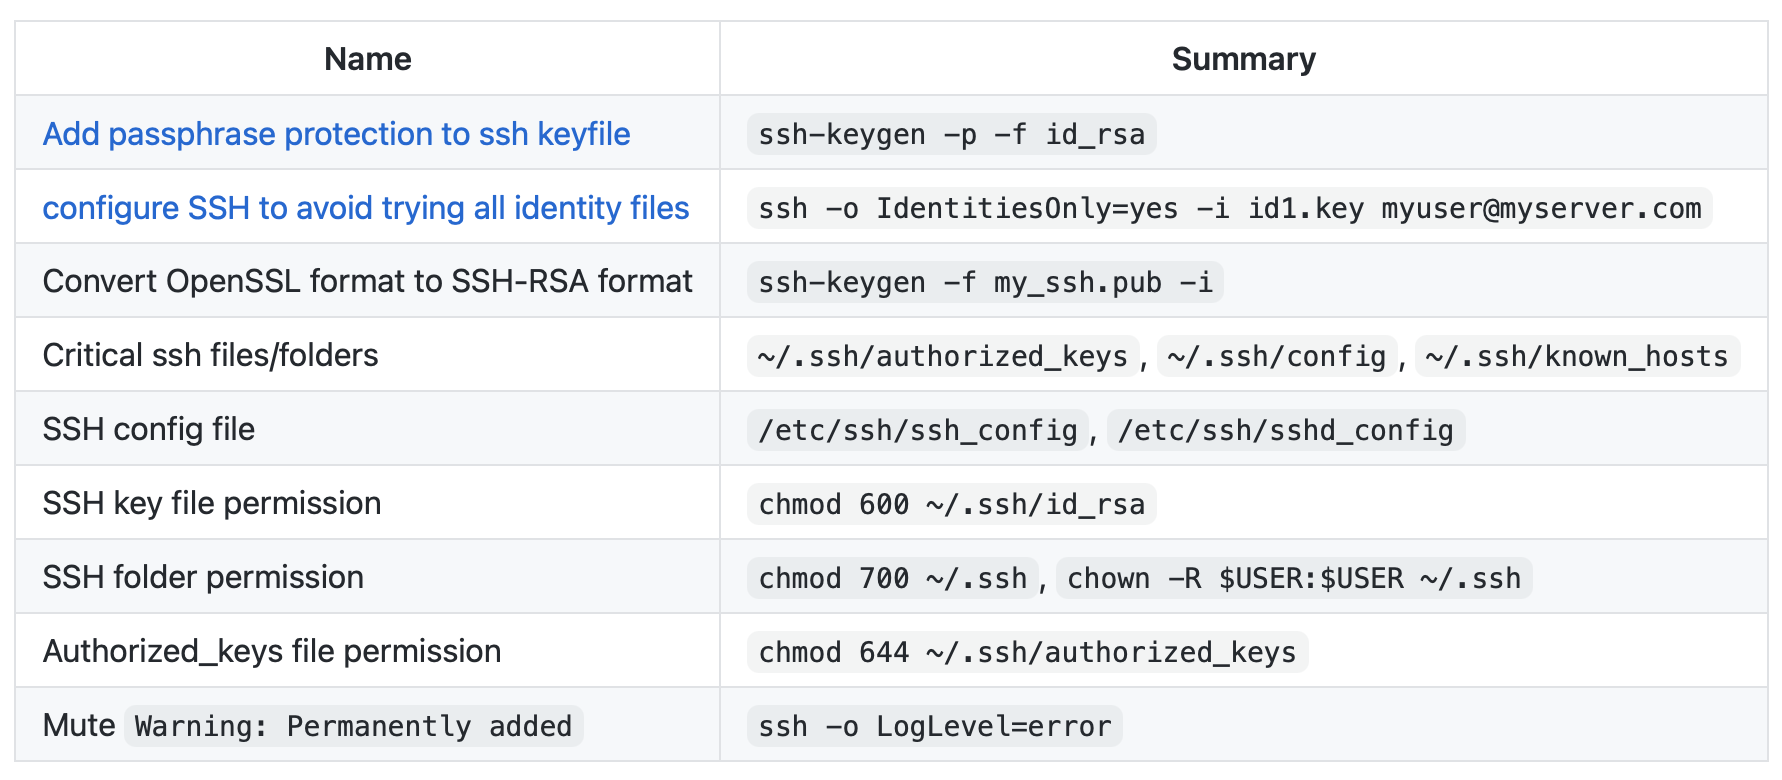 Name Summary
Add passphrase protection to ssh keyfile ssh-keygen -p -f id_rsa
configure SSH to avoid trying all identity files ssh -o IdentitiesOnly=yes -i id1.key myuser@myserver.com
Convert OpenSSL format to SSH-RSA format ssh-keygen -f my_ssh.pub -i
Critical ssh files/folders ~/.ssh/authorized_keys, ~/.ssh/config, ~/.ssh/known_hosts
SSH config file /etc/ssh/ssh_config, /etc/ssh/sshd_config
SSH key file permission chmod 600 ~/.ssh/id_rsa
SSH folder permission chmod 700 ~/.ssh, chown -R $USER:$USER ~/.ssh
Authorized_keys file permission chmod 644 ~/.ssh/authorized_keys
Mute Warning: Permanently added ssh -o LogLevel=error